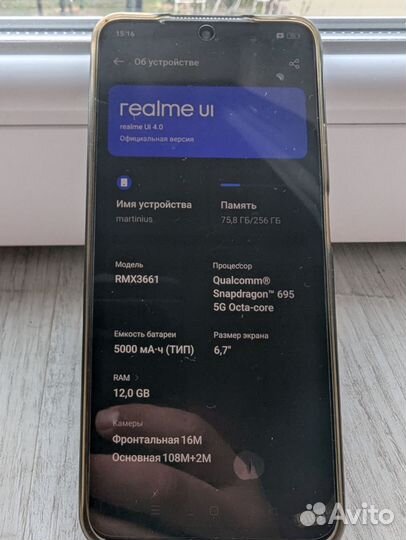 15:16
Об устройстве
realme UI
realme UI 4.0
Официальная версия
Имя устройства
martinius
Память
75,8 ГБ/256 ГБ
Модель
RMX3661
Процессор
Qualcomm®
Snapdragon™ 695
5G Octa-core
Емкость батареи
5000 мА·ч (ТИП)
Размер экрана
6,7"
RAM
12,0 GB
Камеры
Фронтальная 16M
Основная 108M+2M
Avito